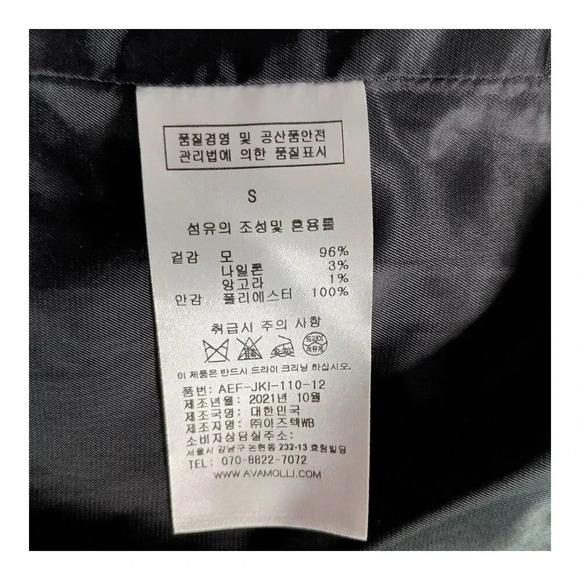 품질경영 및 공산품안전
관리법에 의한 품질표시
S
섬유의 조성및 혼용률
겉감 모 96%
나일론 3%
앙고라 1%
안감 폴리에스터 100%
취급시 주의 사항
드라이
이 제품은 반드시 드라이 크리닝 하십시오.
품번: AEF-JKI-110-12
제조년월: 2021년 10월
제조국명: 대한민국
제조자명: ㈜이즈텍WB
소비자상담실주소:
서울시 강남구 논현동 232-13 효림빌딩
TEL: 070-8822-7072
WWW.AVAMOLLI.COM